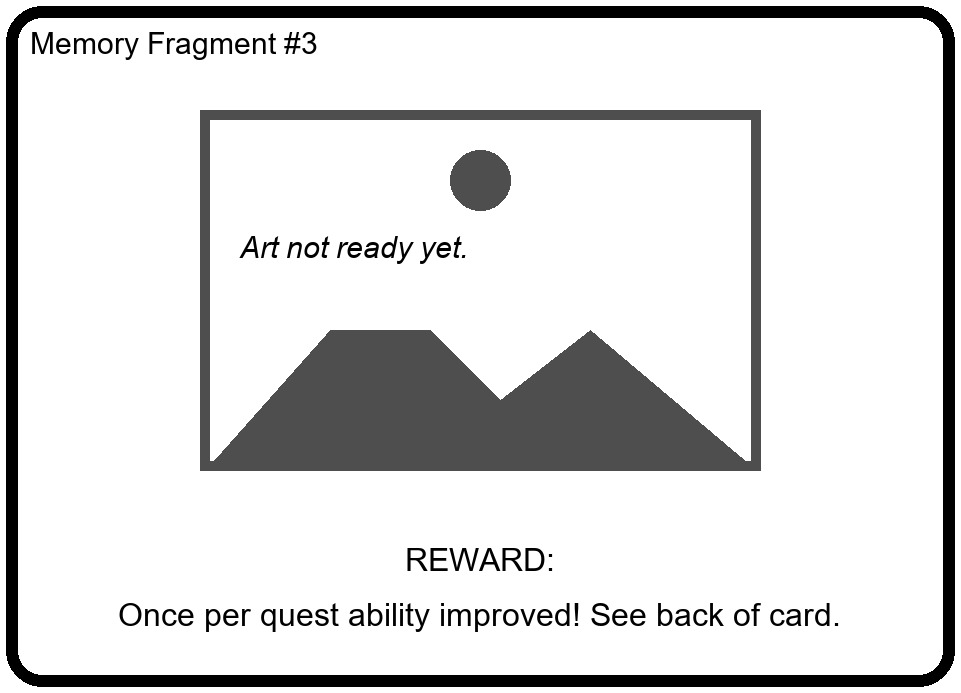 Memory Fragment #3
Art not ready yet.
REWARD:
Once per quest ability improved! See back of card.